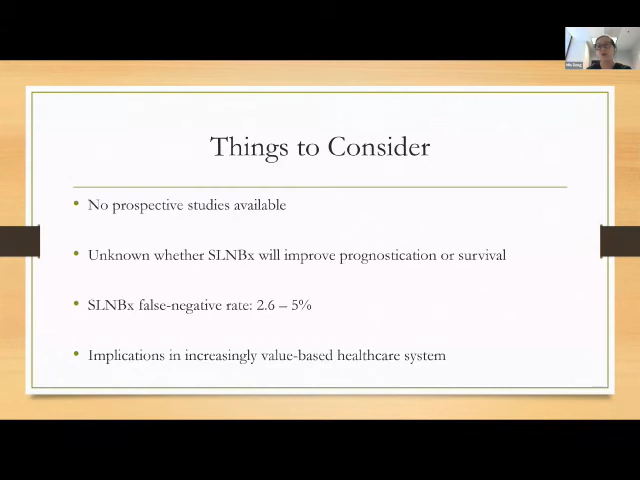 Things to Consider
No prospective studies available
Unknown whether SLNBx will improve prognostication or survival
SLNBx false-negative rate: 2.6 – 5%
Implications in increasingly value-based healthcare system